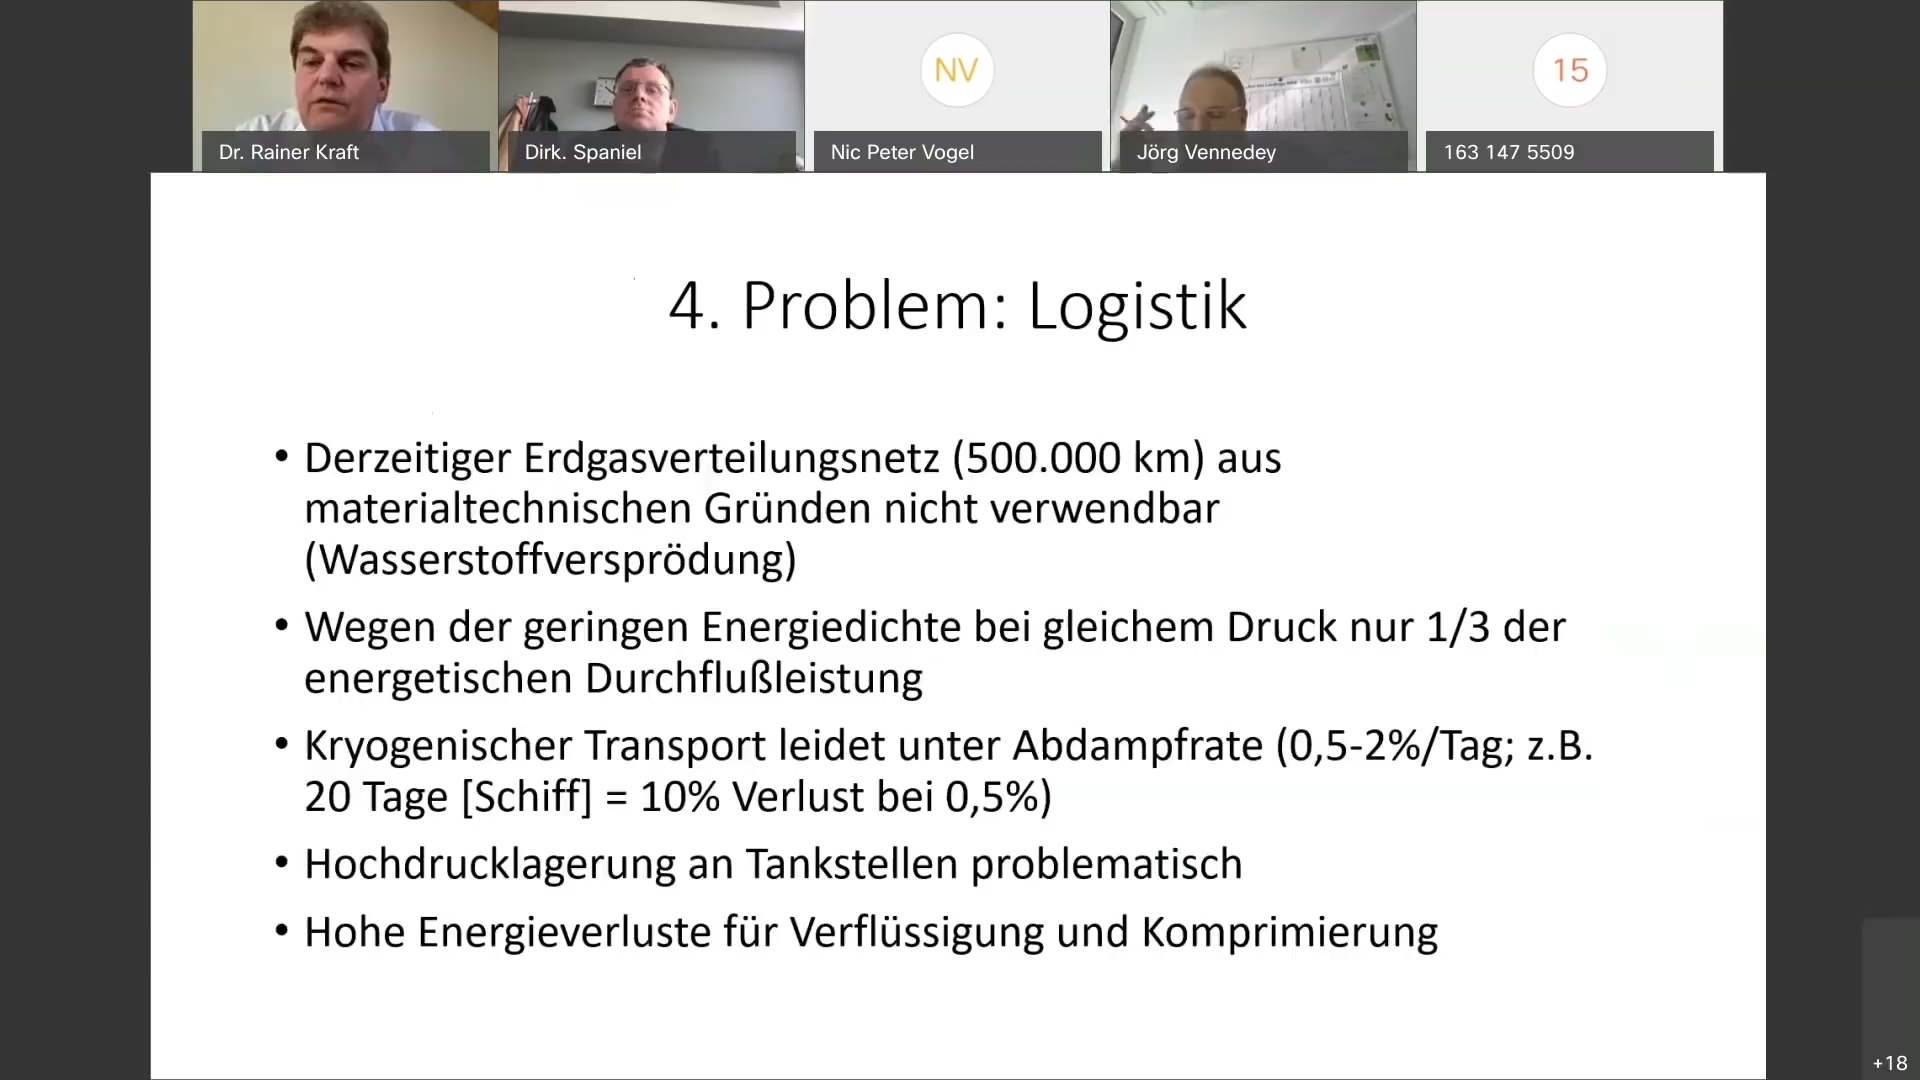 Dr. Rainer Kraft
Dirk. Spaniel
NV
Nic Peter Vogel
Jörg Vennedey
15
163 147 5509
4. Problem: Logistik
• Derzeitiger Erdgasverteilungsnetz (500.000 km) aus
materialtechnischen Gründen nicht verwendbar
(Wasserstoffversprödung)
• Wegen der geringen Energiedichte bei gleichem Druck nur 1/3 der
energetischen Durchflußleistung
• Kryogenischer Transport leidet unter Abdampfrate (0,5-2%/Tag; z.B.
20 Tage [Schiff] = 10% Verlust bei 0,5%)
• Hochdrucklagerung an Tankstellen problematisch
• Hohe Energieverluste für Verflüssigung und Komprimierung
+18